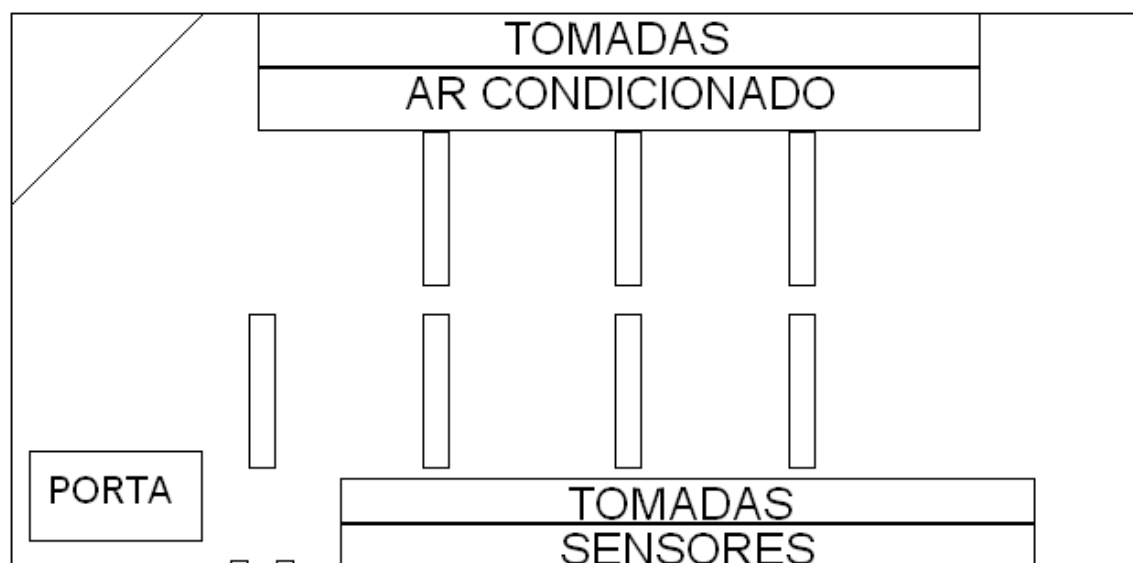 TOMADAS
AR CONDICIONADO
PORTA
TOMADAS
SENSORES